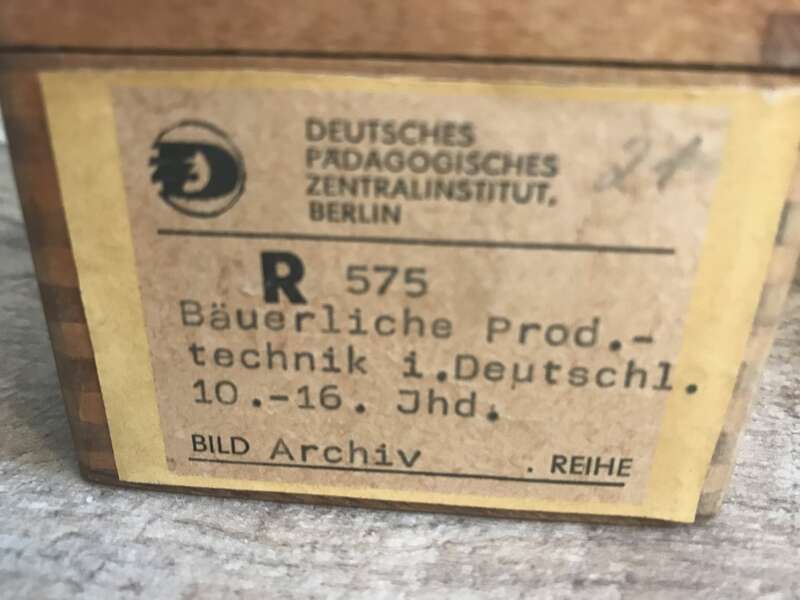 DEUTSCHES
PÄDAGOGISCHES
ZENTRALINSTITUT,
BERLIN
R 575
Bäuerliche Prod.-
technik i.Deutschl.
10.-16. Jhd.
BILD Archiv . REIHE